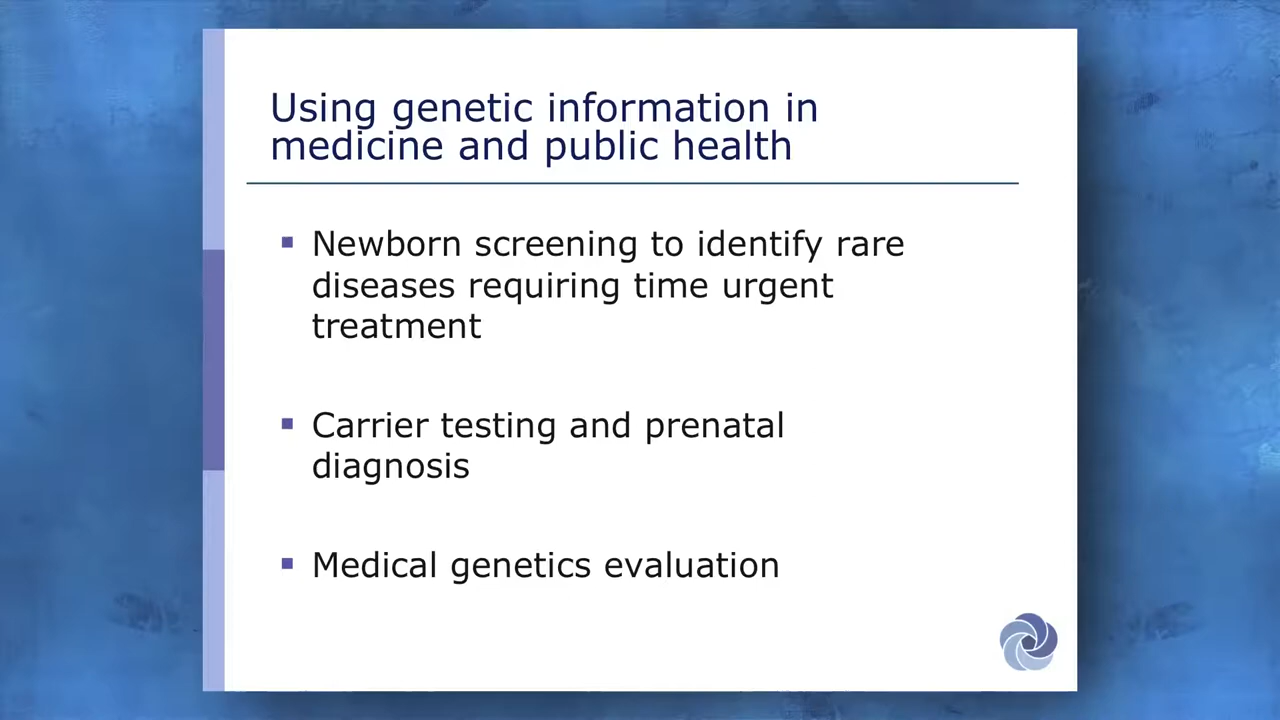 Using genetic information in
medicine and public health
▪ Newborn screening to identify rare
diseases requiring time urgent
treatment
▪ Carrier testing and prenatal
diagnosis
▪ Medical genetics evaluation